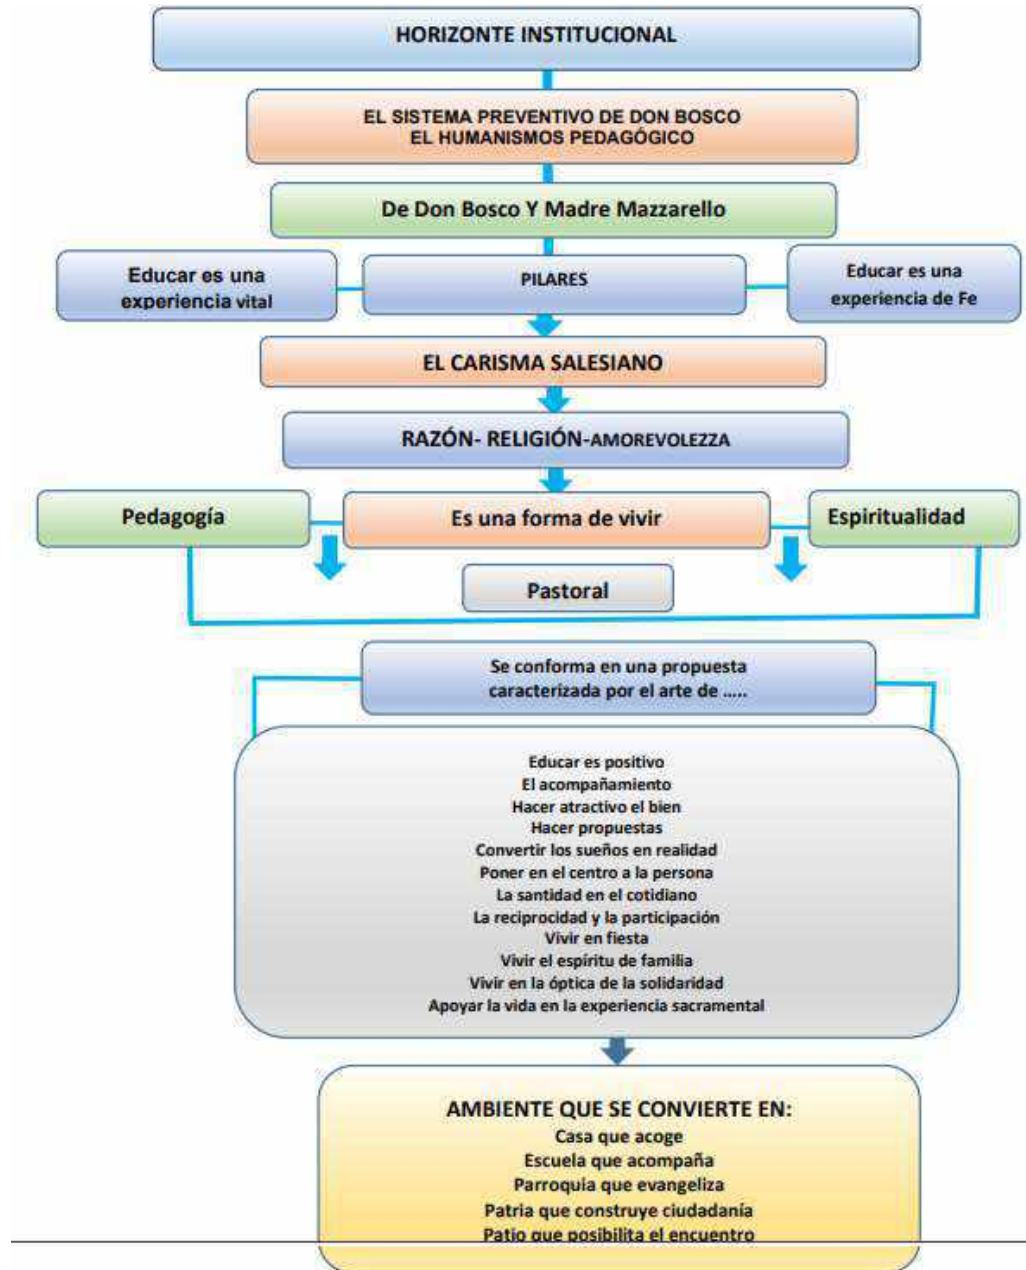 HORIZONTE INSTITUCIONAL
EL SISTEMA PREVENTIVO DE DON BOSCO
EL HUMANISMOS PEDAGÓGICO
De Don Bosco Y Madre Mazzarello
Educar es una
experiencia vital
PILARES
Educar es una
experiencia de Fe
EL CARISMA SALESIANO
RAZÓN- RELIGIÓN-AMOREVOLEZZA
Pedagogía
Es una forma de vivir
Espiritualidad
Pastoral
Se conforma en una propuesta
caracterizada por el arte de .....
Educar es positivo
El acompañamiento
Hacer atractivo el bien
Hacer propuestas
Convertir los sueños en realidad
Poner en el centro a la persona
La santidad en el cotidiano
La reciprocidad y la participación
Vivir en fiesta
Vivir el espíritu de familia
Vivir en la óptica de la solidaridad
Apoyar la vida en la experiencia sacramental
AMBIENTE QUE SE CONVIERTE EN:
Casa que acoge
Escuela que acompaña
Parroquia que evangeliza
Patria que construye ciudadanía
Patio que posibilita el encuentro